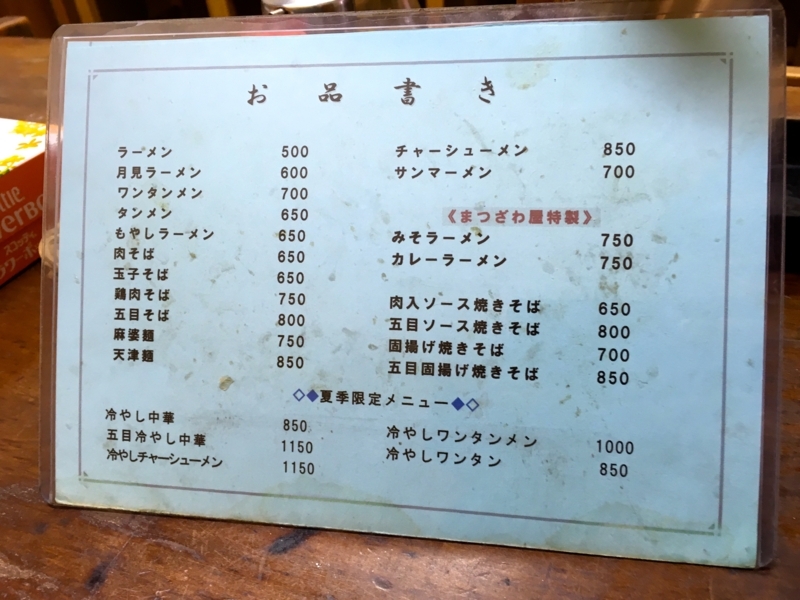 お品書き
ラーメン 500
月見ラーメン 600
ワンタンメン 700
タンメン 650
もやしラーメン 650
肉そば 650
玉子そば 650
鶏肉そば 750
五目そば 800
麻婆麺 750
天津麺 850
チャーシューメン 850
サンマーメン 700
《まつざわ屋特製》
みそラーメン 750
カレーラーメン 750
肉入ソース焼きそば 650
五目ソース焼きそば 800
固揚げ焼きそば 700
五目固揚げ焼きそば 850
◇◆夏季限定メニュー◆◇
冷やし中華 850
五目冷やし中華 1150
冷やしチャーシューメン 1150
冷やしワンタンメン 1000
冷やしワンタン 850